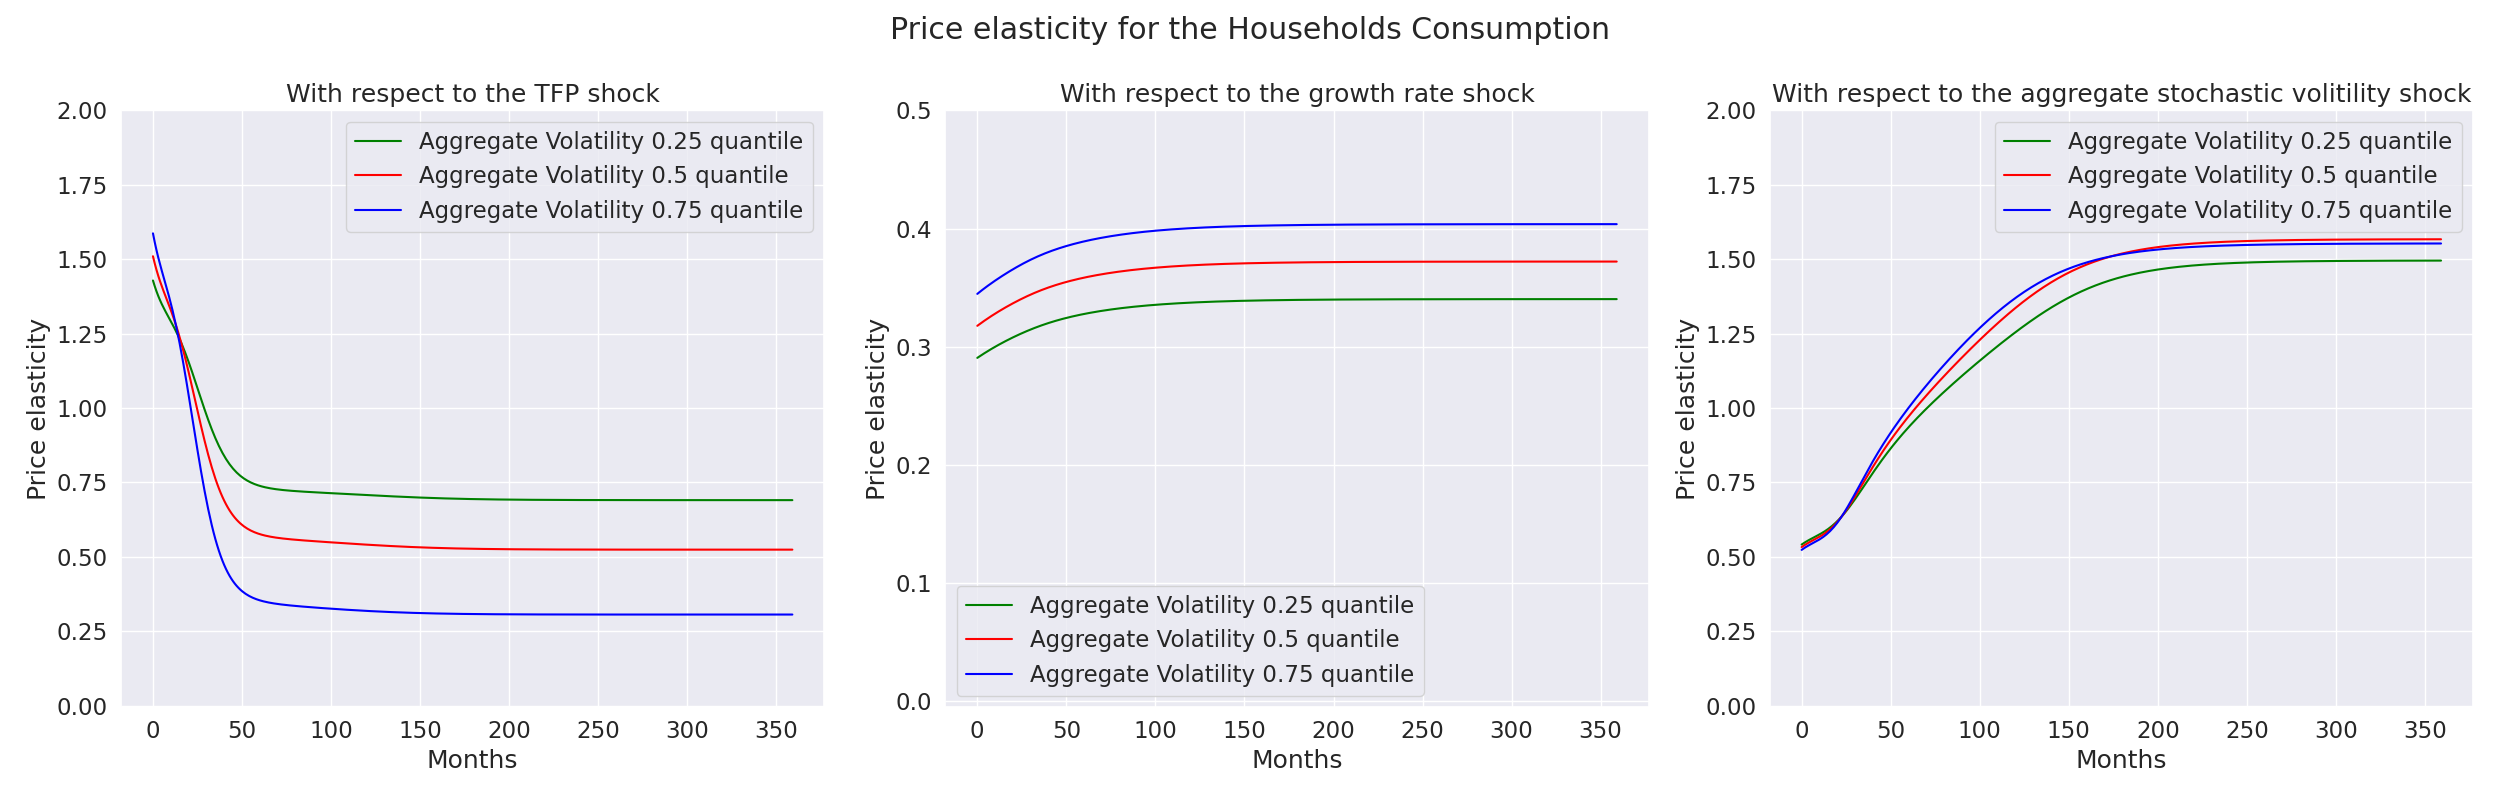 Price elasticity for the Households Consumption
With respect to the TFP shock
2.00
1.75
1.50
1.25
1.00
0.75
0.50
0.25
0.00
Price elasticity
Aggregate Volatility 0.25 quantile
Aggregate Volatility 0.5 quantile
Aggregate Volatility 0.75 quantile
0 50 100 150 200 250 300 350
Months
With respect to the growth rate shock
0.5
0.4
0.3
0.2
0.1
0.0
Price elasticity
Aggregate Volatility 0.25 quantile
Aggregate Volatility 0.5 quantile
Aggregate Volatility 0.75 quantile
0 50 100 150 200 250 300 350
Months
With respect to the aggregate stochastic volitility shock
2.00
1.75
1.50
1.25
1.00
0.75
0.50
0.25
0.00
Price elasticity
Aggregate Volatility 0.25 quantile
Aggregate Volatility 0.5 quantile
Aggregate Volatility 0.75 quantile
0 50 100 150 200 250 300 350
Months